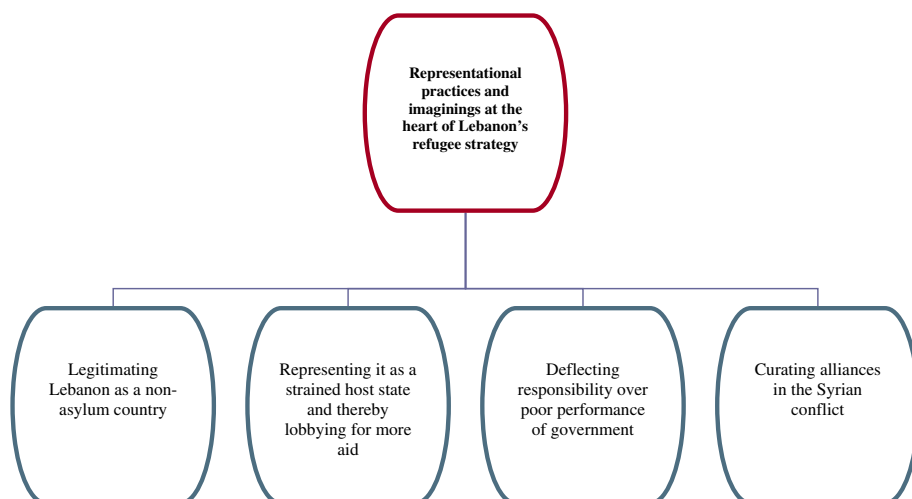 Representational
practices and
imaginings at the
heart of Lebanon’s
refugee strategy
Legitimating
Lebanon as a non-
asylum country
Representing it as a
strained host state
and thereby
lobbying for more
aid
Deflecting
responsibility over
poor performance
of government
Curating alliances
in the Syrian
conflict